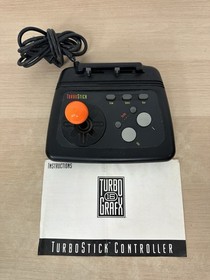 TURBOSTICK
INSTRUCTIONS
TURBO
GRAFX
TURBOSTICK® CONTROLLER